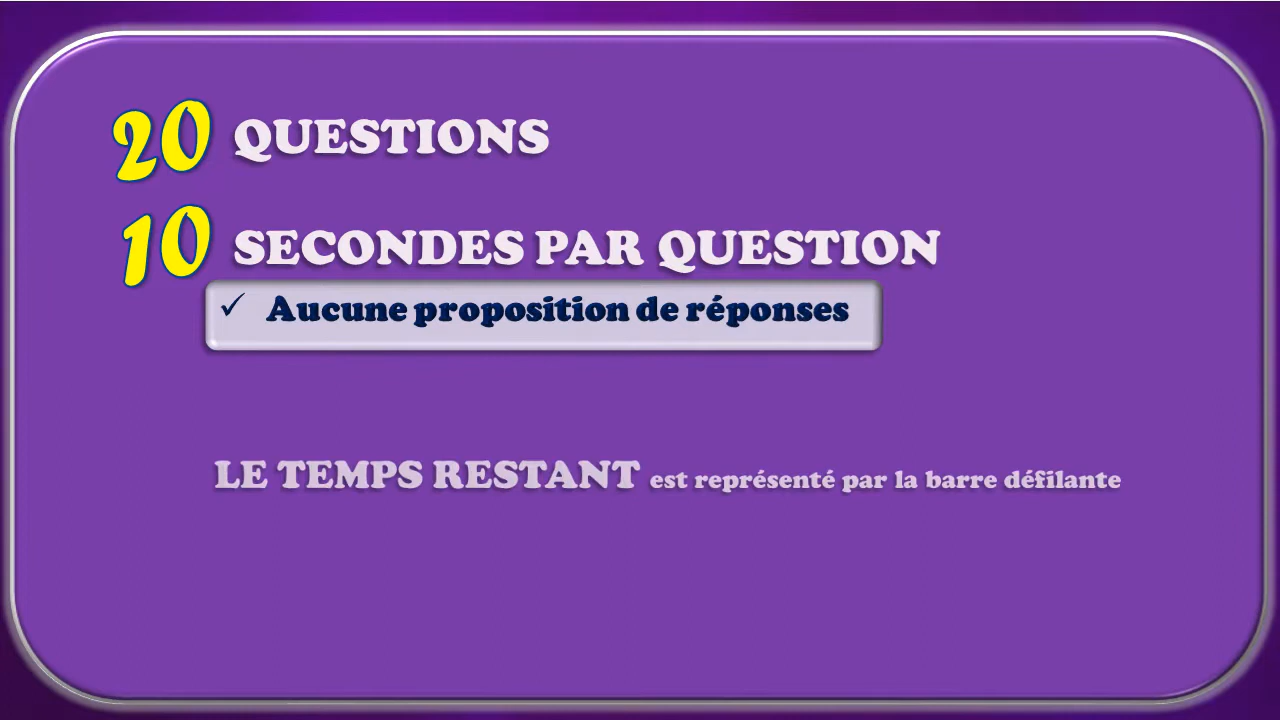 20 QUESTIONS
10 SECONDES PAR QUESTION
✓ Aucune proposition de réponses
LE TEMPS RESTANT est représenté par la barre défilante